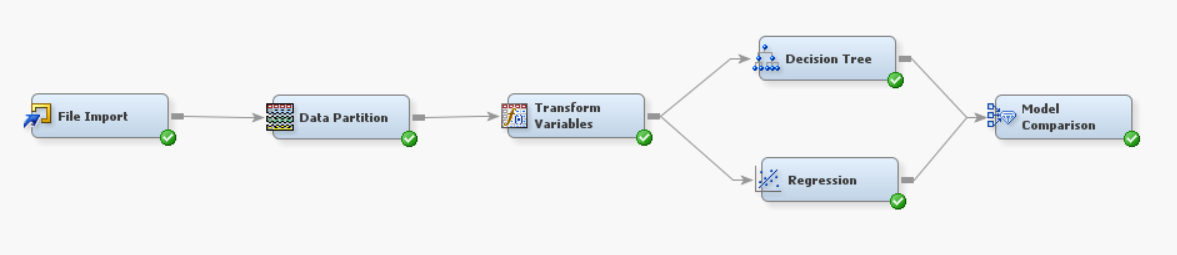 File Import
Data Partition
Transform
Variables
Decision Tree
Regression
Model
Comparison